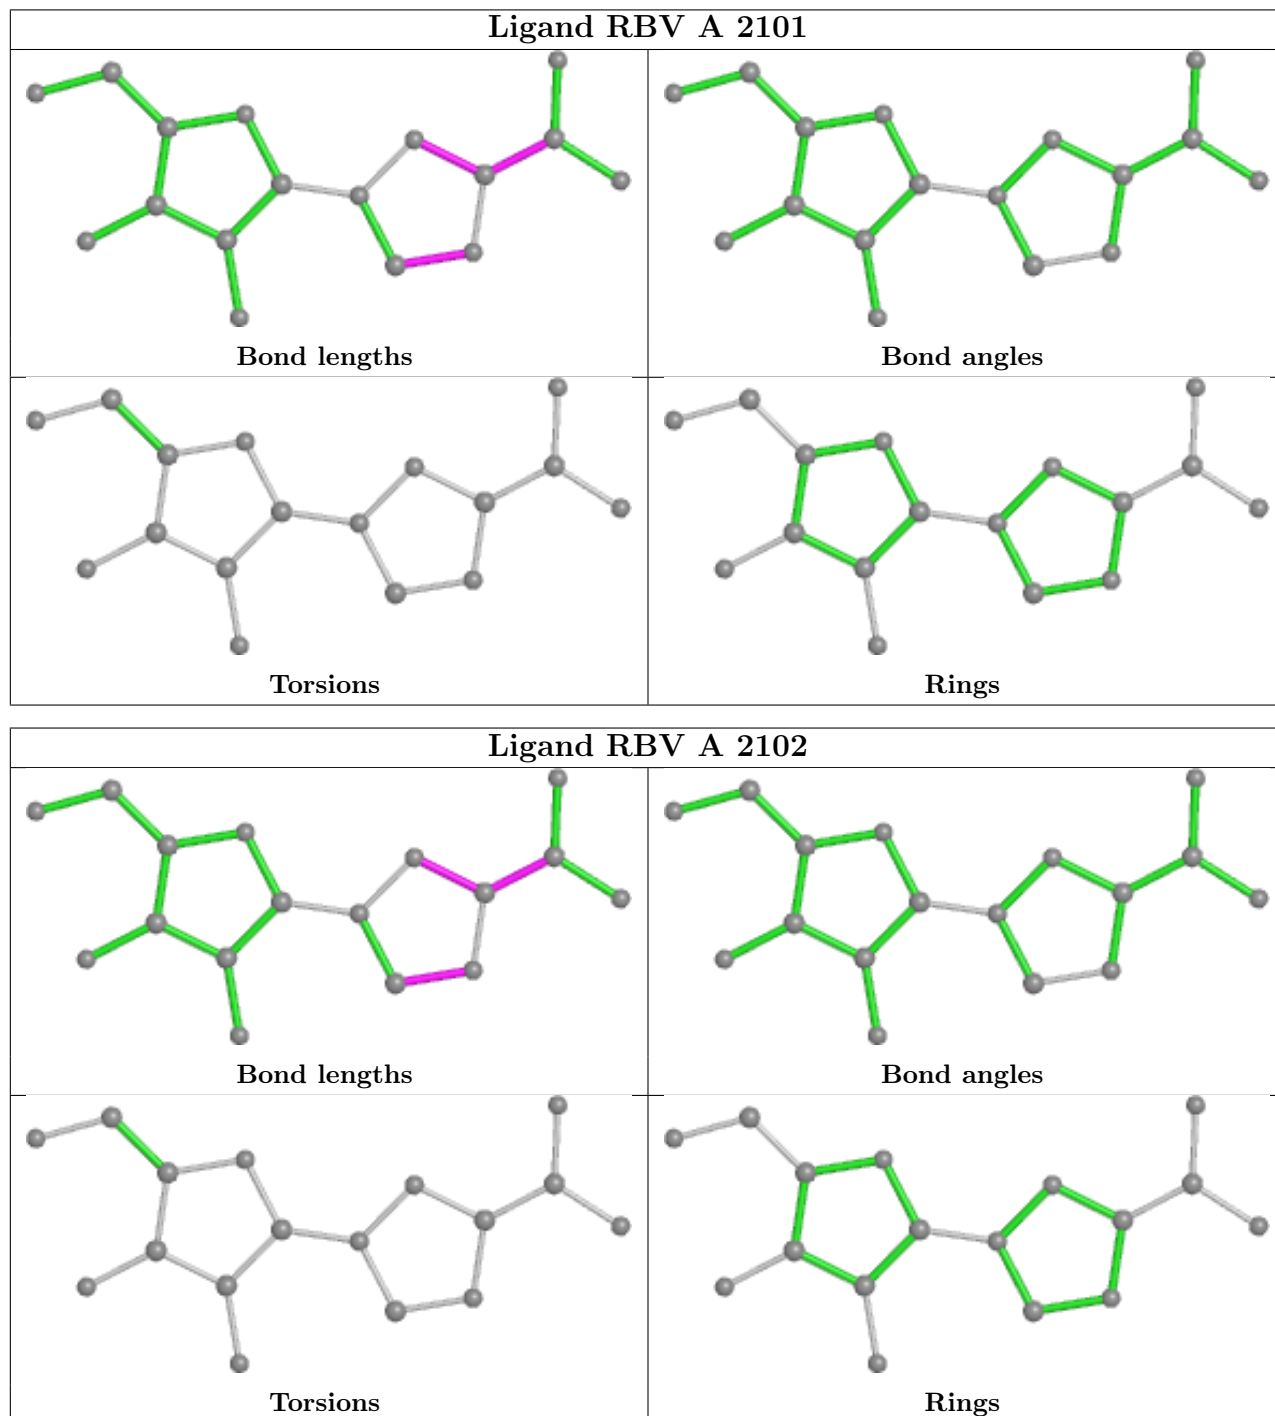 Ligand RBV A 2101
Bond lengths
Bond angles
Torsions
Rings
Ligand RBV A 2102
Bond lengths
Bond angles
Torsions
Rings